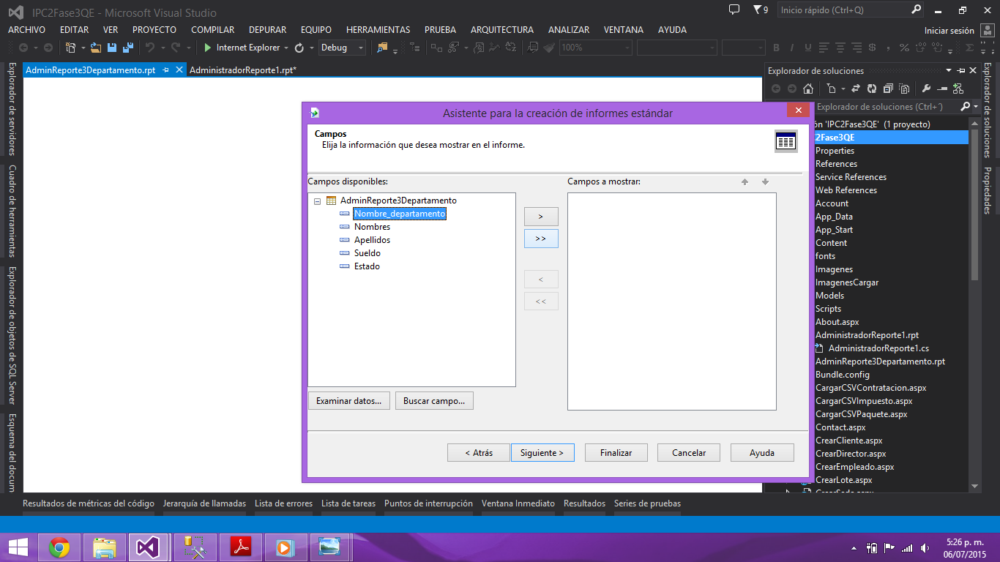 IPC2Fase3QE - Microsoft Visual Studio
9
Inicio rápido (Ctrl+Q)
ARCHIVO EDITAR VER PROYECTO COMPILAR DEPURAR EQUIPO HERRAMIENTAS PRUEBA ARQUITECTURA ANALIZAR VENTANA AYUDA
Iniciar sesión
Internet Explorer
Debug
100%
AdminReporte3Departamento.rpt
AdministradorReporte1.rpt*
Explorador de servidores
Cuadro de herramientas
Explorador de objetos de SQL Server
Esquema del docum
Asistente para la creación de informes estándar
Campos
Elija la información que desea mostrar en el informe.
Campos disponibles:
AdminReporte3Departamento
Nombre_departamento
Nombres
Apellidos
Sueldo
Estado
>
>>
<
<<
Campos a mostrar:
Examinar datos...
Buscar campo...
< Atrás
Siguiente >
Finalizar
Cancelar
Ayuda
Explorador de soluciones
Explorador de soluciones (Ctrl+´)
ón 'IPC2Fase3QE' (1 proyecto)
2Fase3QE
Properties
References
Service References
Web References
Account
App_Data
App_Start
Content
fonts
Imagenes
ImagenesCargar
Models
Scripts
About.aspx
AdministradorReporte1.rpt
AdministradorReporte1.cs
AdminReporte3Departamento.rpt
Bundle.config
CargarCSVContratacion.aspx
CargarCSVImpuesto.aspx
CargarCSVPaquete.aspx
Contact.aspx
CrearCliente.aspx
CrearDirector.aspx
CrearEmpleado.aspx
CrearLote.aspx
Explorador de soluciones
Propiedades
Resultados de métricas del código
Jerarquía de llamadas
Lista de errores
Lista de tareas
Puntos de interrupción
Ventana Inmediato
Resultados
Series de pruebas
5:26 p. m.
06/07/2015